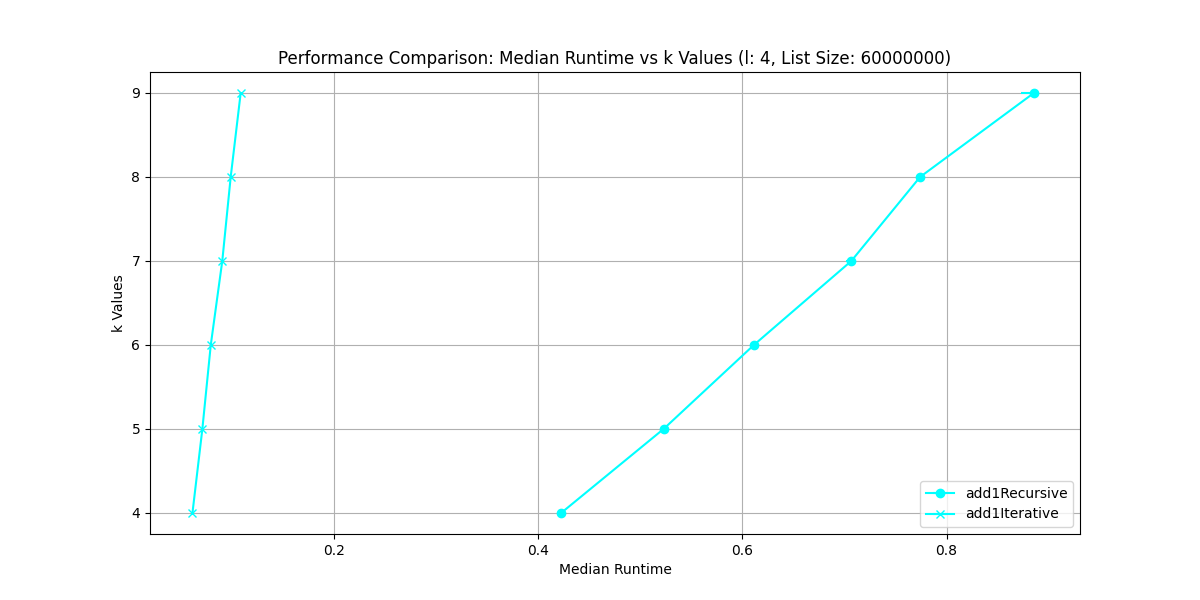 Performance Comparison: Median Runtime vs k Values (l: 4, List Size: 60000000)
9
8
7
6
5
4
k Values
add1Recursive
add1Iterative
0.2 0.4 0.6 0.8
Median Runtime